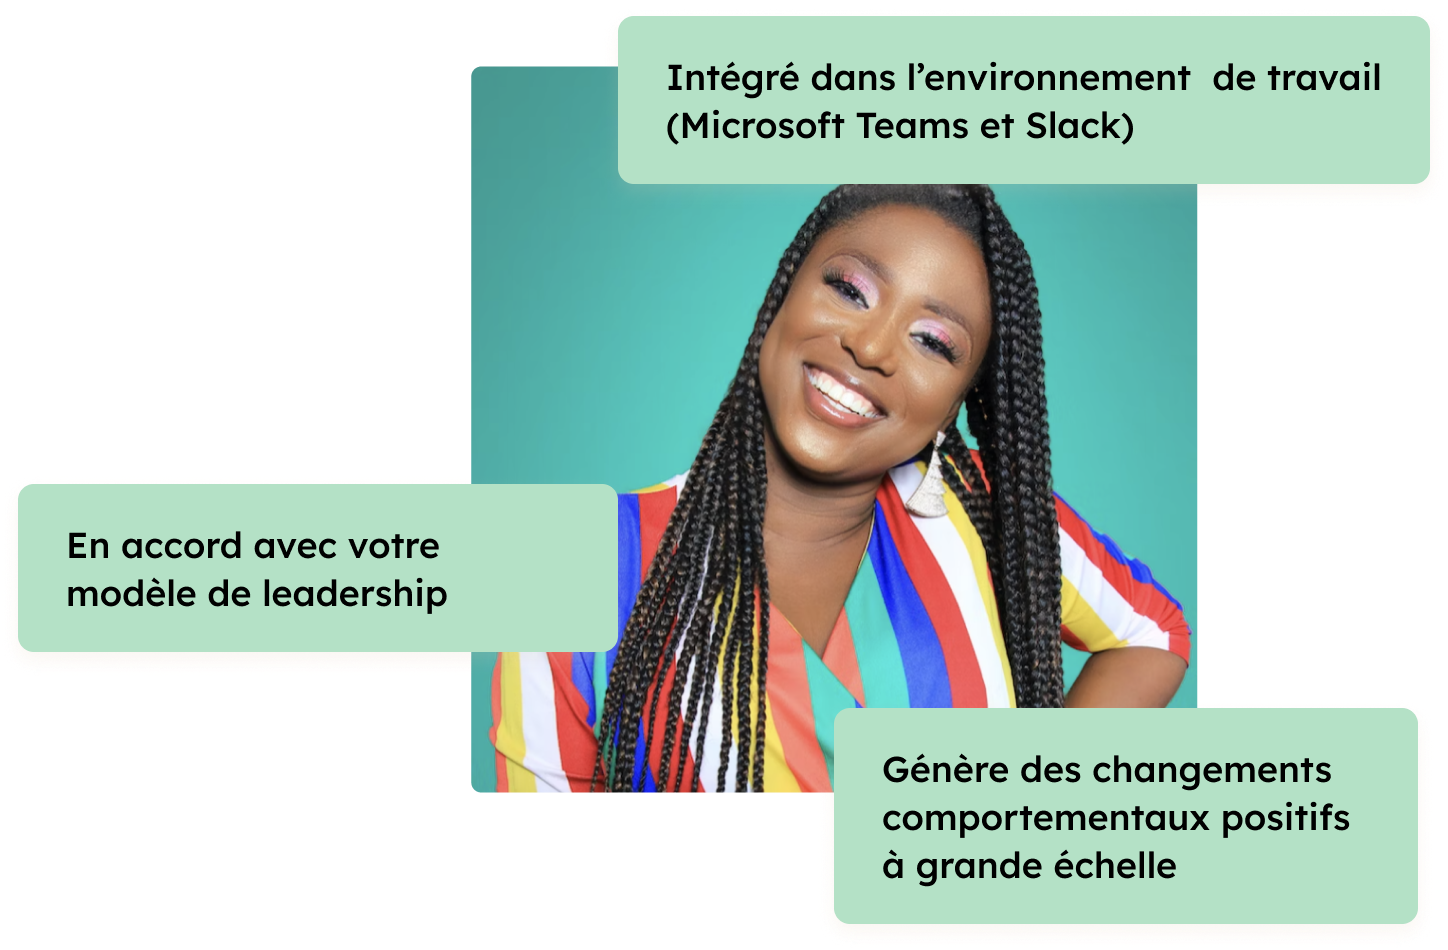 Intégré dans l’environnement  de travail
(Microsoft Teams et Slack)
En accord avec votre
modèle de leadership
Génère des changements
comportementaux positifs
à grande échelle